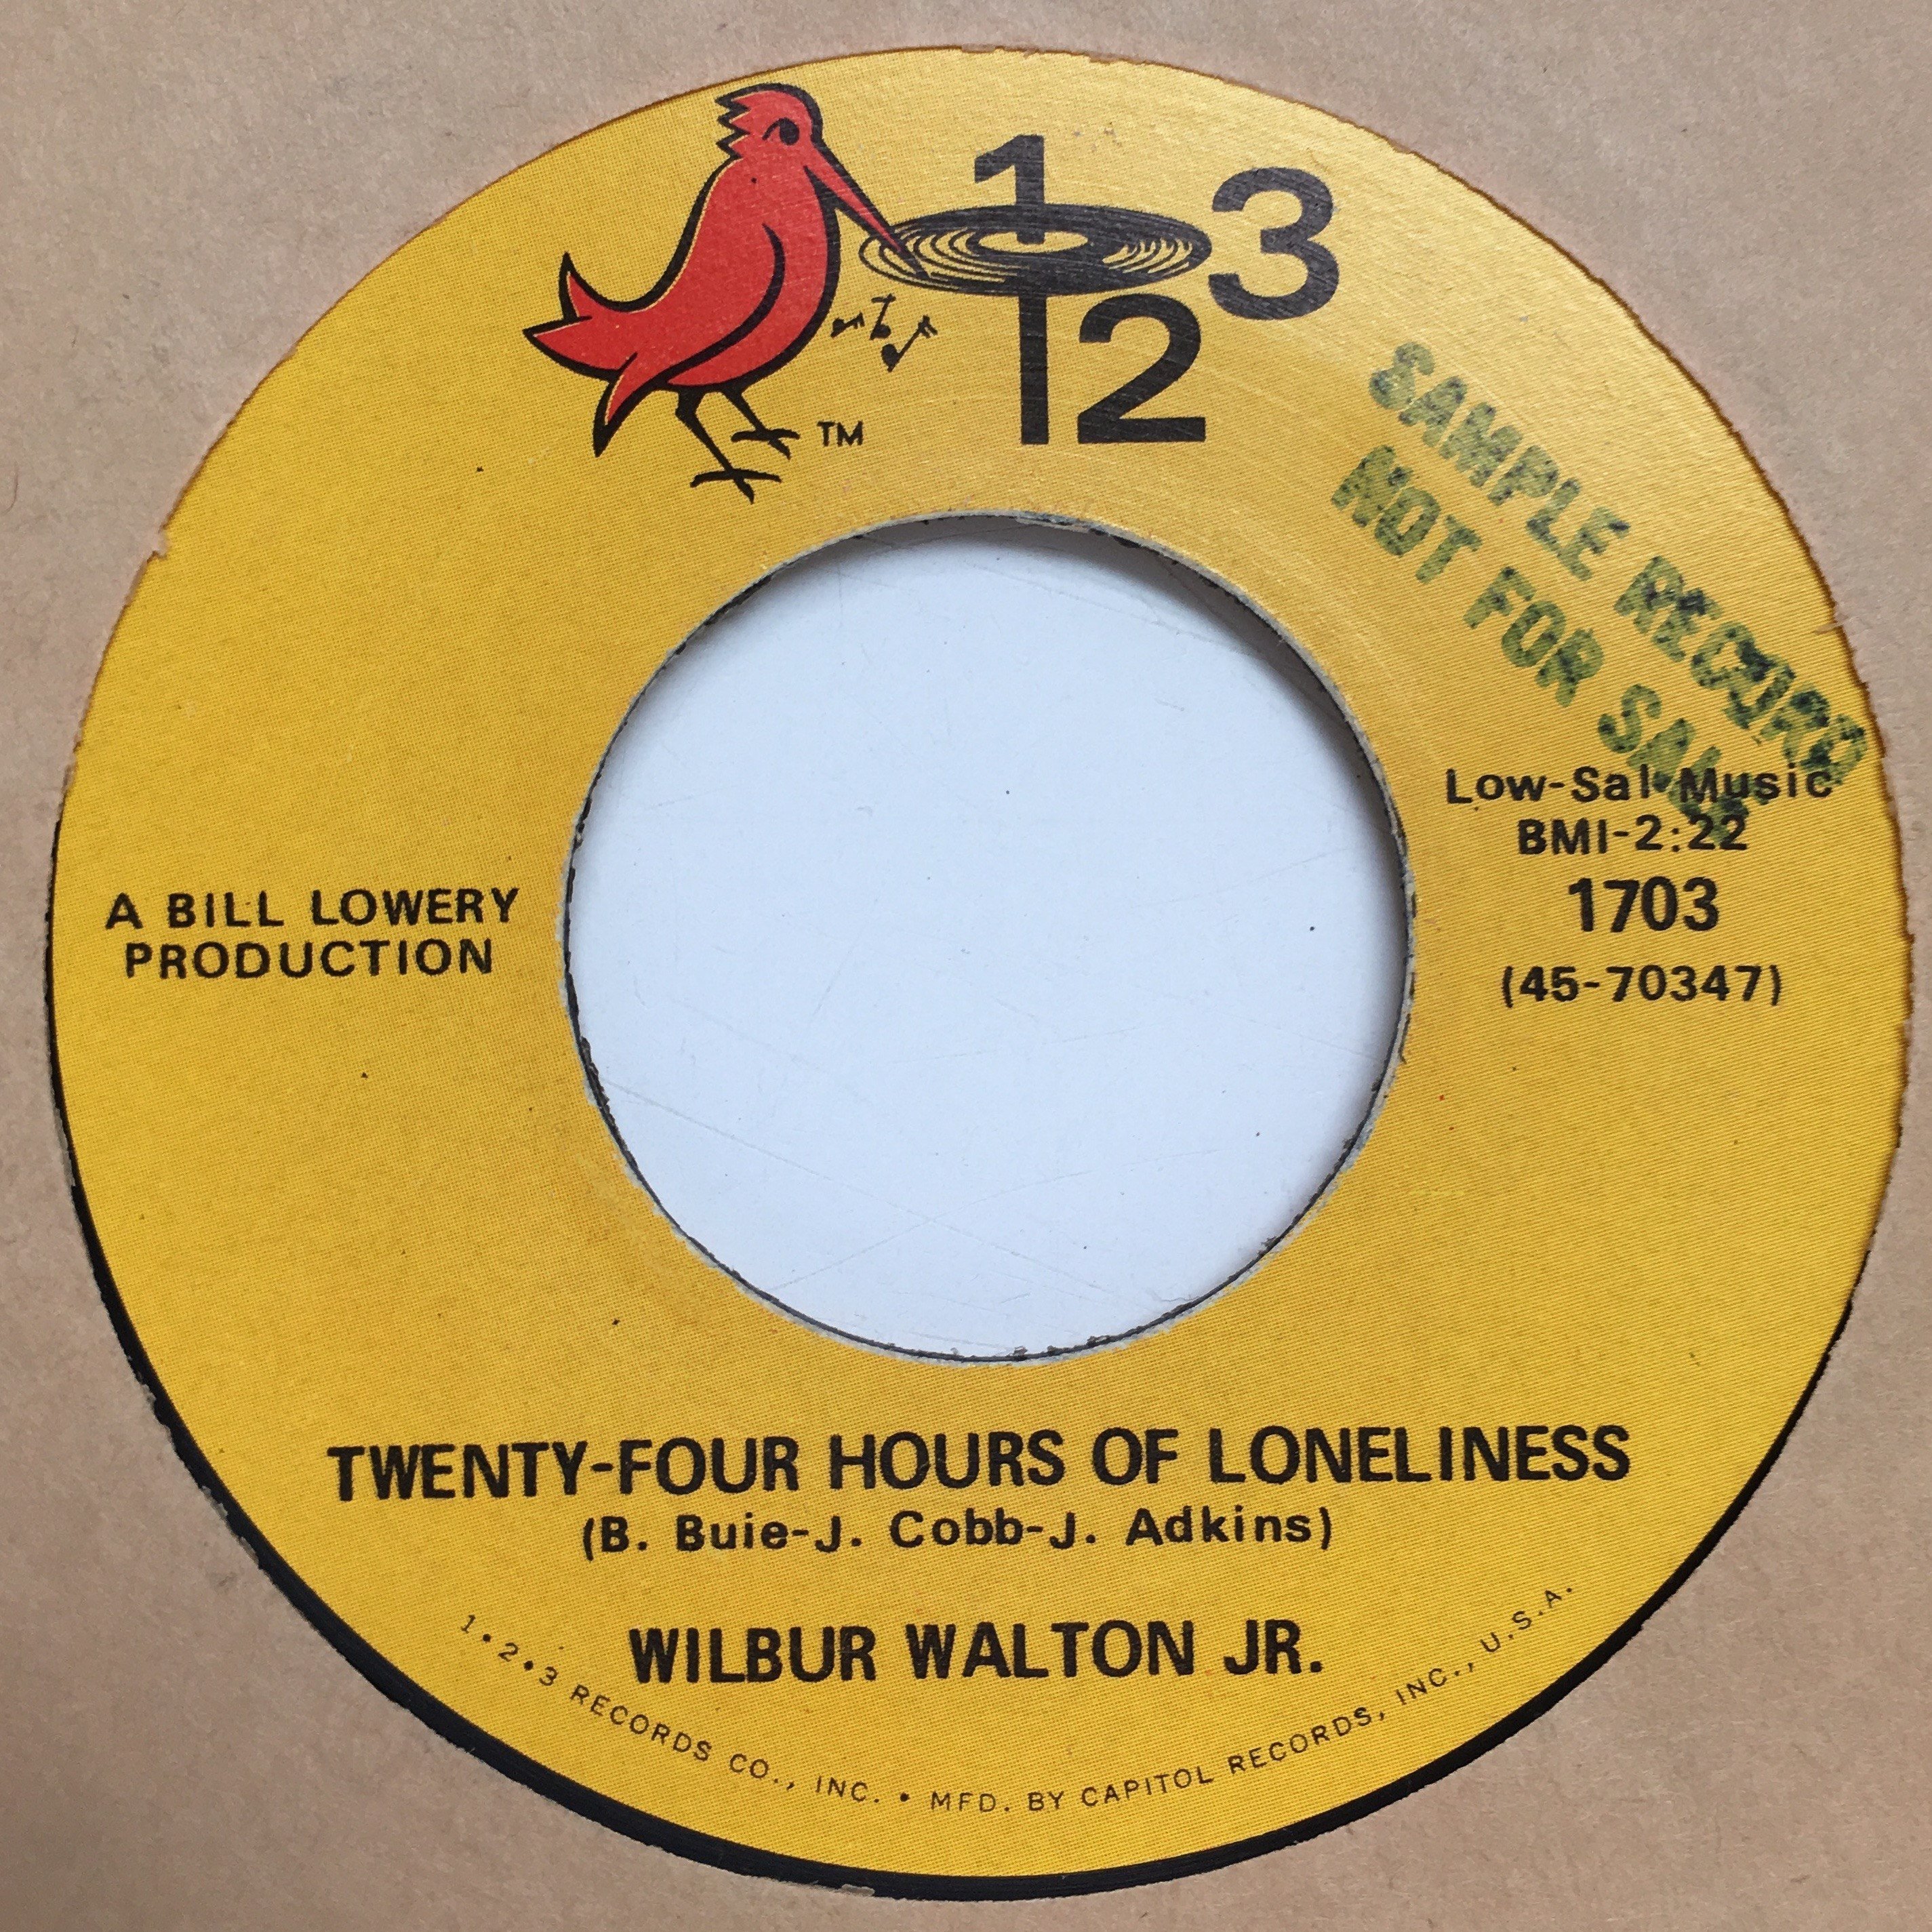 1 2 3
TM
SAMPLE RECORD
NOT FOR SALE
Low-Sal Music
BMI-2:22
1703
(45-70347)
A BILL LOWERY
PRODUCTION
TWENTY-FOUR HOURS OF LONELINESS
(B. Buie-J. Cobb-J. Adkins)
WILBUR WALTON JR.
1•2•3 RECORDS CO., INC. • MFD. BY CAPITOL RECORDS, INC., U.S.A.